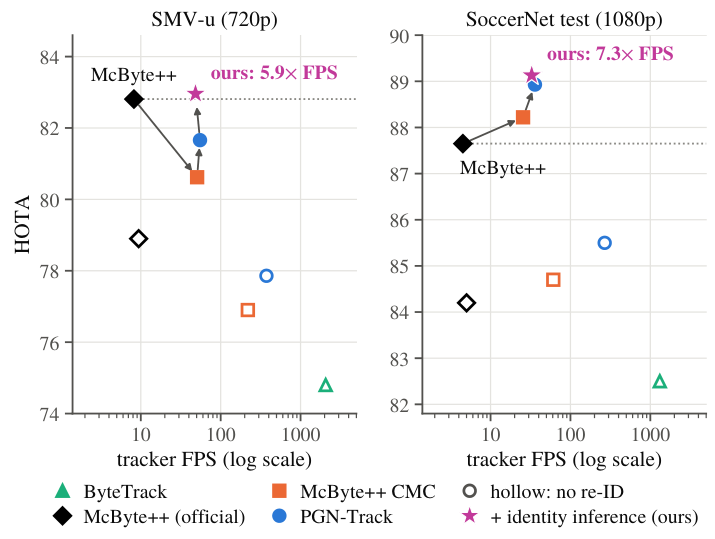 SMV-u (720p)
SoccerNet test (1080p)
HOTA
84
82
80
78
76
74
McByte++
ours: 5.9× FPS
10
100
1000
tracker FPS (log scale)
90
89
88
87
86
85
84
83
82
ours: 7.3× FPS
McByte++
10
100
1000
tracker FPS (log scale)
ByteTrack
McByte++ CMC
hollow: no re-ID
McByte++ (official)
PGN-Track
+ identity inference (ours)